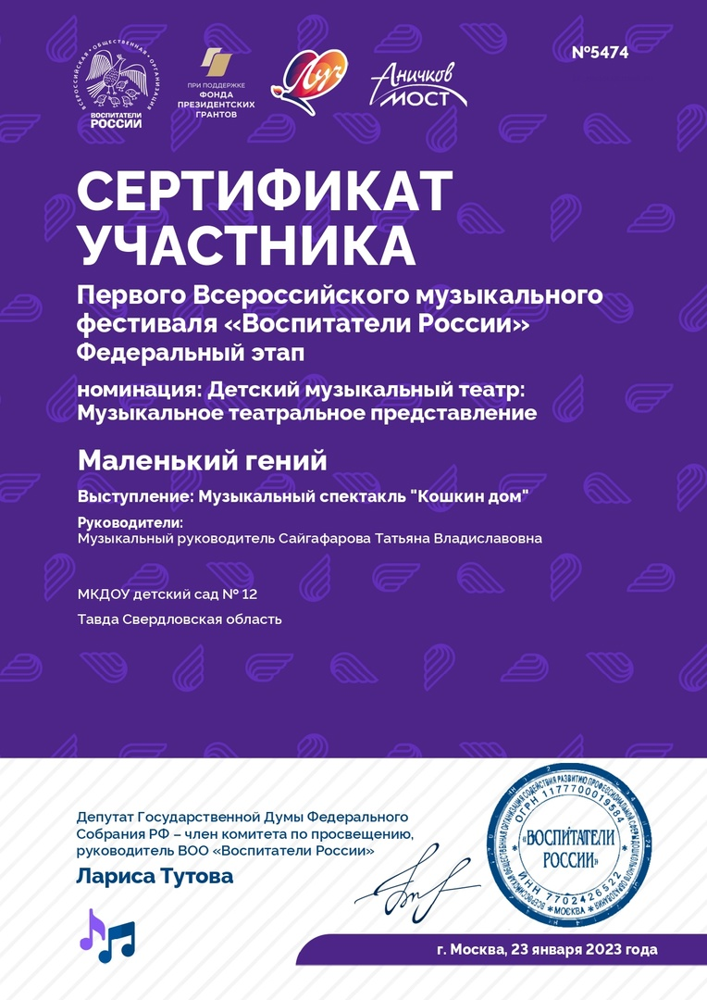 ВСЕРОССИЙСКАЯ • ОБЩЕСТВЕННАЯ • ОРГАНИЗАЦИЯ
ВОСПИТАТЕЛИ
РОССИИ
ПРИ ПОДДЕРЖКЕ
ФОНДА
ПРЕЗИДЕНТСКИХ
ГРАНТОВ
Луч
Аничков
мост
№5474
СЕРТИФИКАТ
УЧАСТНИКА
Первого Всероссийского музыкального
фестиваля «Воспитатели России»
Федеральный этап
номинация: Детский музыкальный театр:
Музыкальное театральное представление
Маленький гений
Выступление: Музыкальный спектакль "Кошкин дом"
Руководители:
Музыкальный руководитель Сайгафарова Татьяна Владиславовна
МКДОУ детский сад № 12
Тавда Свердловская область
Депутат Государственной Думы Федерального
Собрания РФ – член комитета по просвещению,
руководитель ВОО «Воспитатели России»
Лариса Тутова
ОГРН 1177700019584
«ВОСПИТАТЕЛИ
РОССИИ»
ИНН 7702426522
*МОСКВА*
г. Москва, 23 января 2023 года